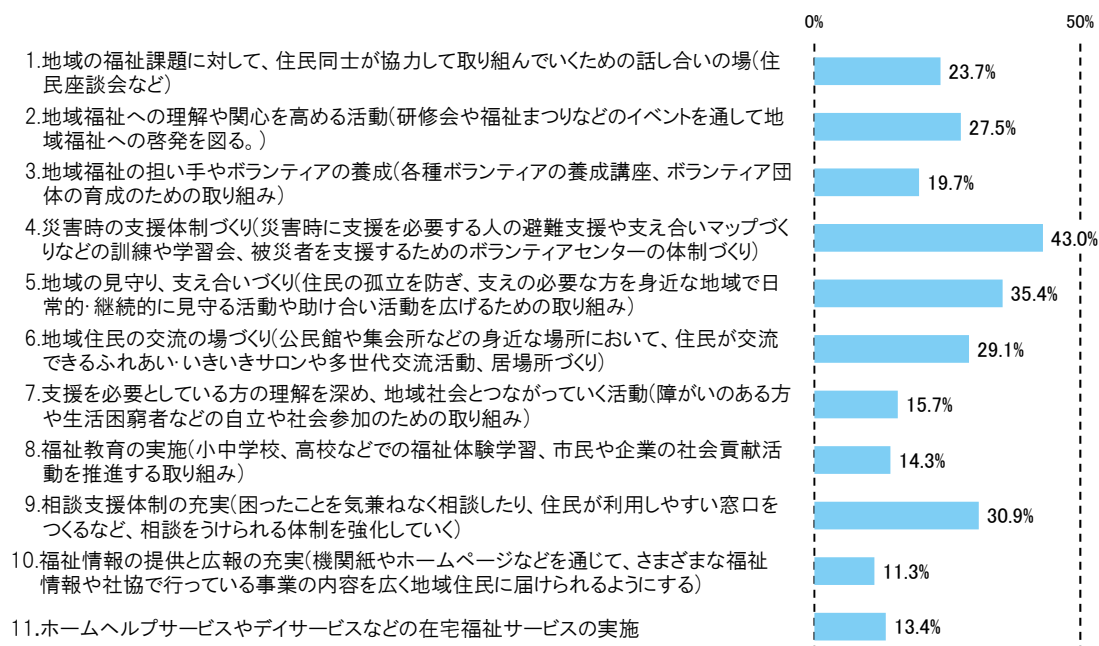 0% 50%
1.地域の福祉課題に対して、住民同士が協力して取り組んでいくための話し合いの場(住
民座談会など)
23.7%
2.地域福祉への理解や関心を高める活動(研修会や福祉まつりなどのイベントを通して地
域福祉への啓発を図る。)
27.5%
3.地域福祉の担い手やボランティアの養成(各種ボランティアの養成講座、ボランティア団
体の育成のための取り組み)
19.7%
4.災害時の支援体制づくり(災害時に支援を必要する人の避難支援や支え合いマップづく
りなどの訓練や学習会、被災者を支援するためのボランティアセンターの体制づくり)
43.0%
5.地域の見守り、支え合いづくり(住民の孤立を防ぎ、支えの必要な方を身近な地域で日
常的・継続的に見守る活動や助け合い活動を広げるための取り組み)
35.4%
6.地域住民の交流の場づくり(公民館や集会所などの身近な場所において、住民が交流
できるふれあい・いきいきサロンや多世代交流活動、居場所づくり)
29.1%
7.支援を必要としている方の理解を深め、地域社会とつながっていく活動(障がいのある方
や生活困窮者などの自立や社会参加のための取り組み)
15.7%
8.福祉教育の実施(小中学校、高校などでの福祉体験学習、市民や企業の社会貢献活
動を推進する取り組み)
14.3%
9.相談支援体制の充実(困ったことを気兼ねなく相談したり、住民が利用しやすい窓口を
つくるなど、相談をうけられる体制を強化していく)
30.9%
10.福祉情報の提供と広報の充実(機関紙やホームページなどを通じて、さまざまな福祉
情報や社協で行っている事業の内容を広く地域住民に届けられるようにする)
11.3%
11.ホームヘルプサービスやデイサービスなどの在宅福祉サービスの実施
13.4%